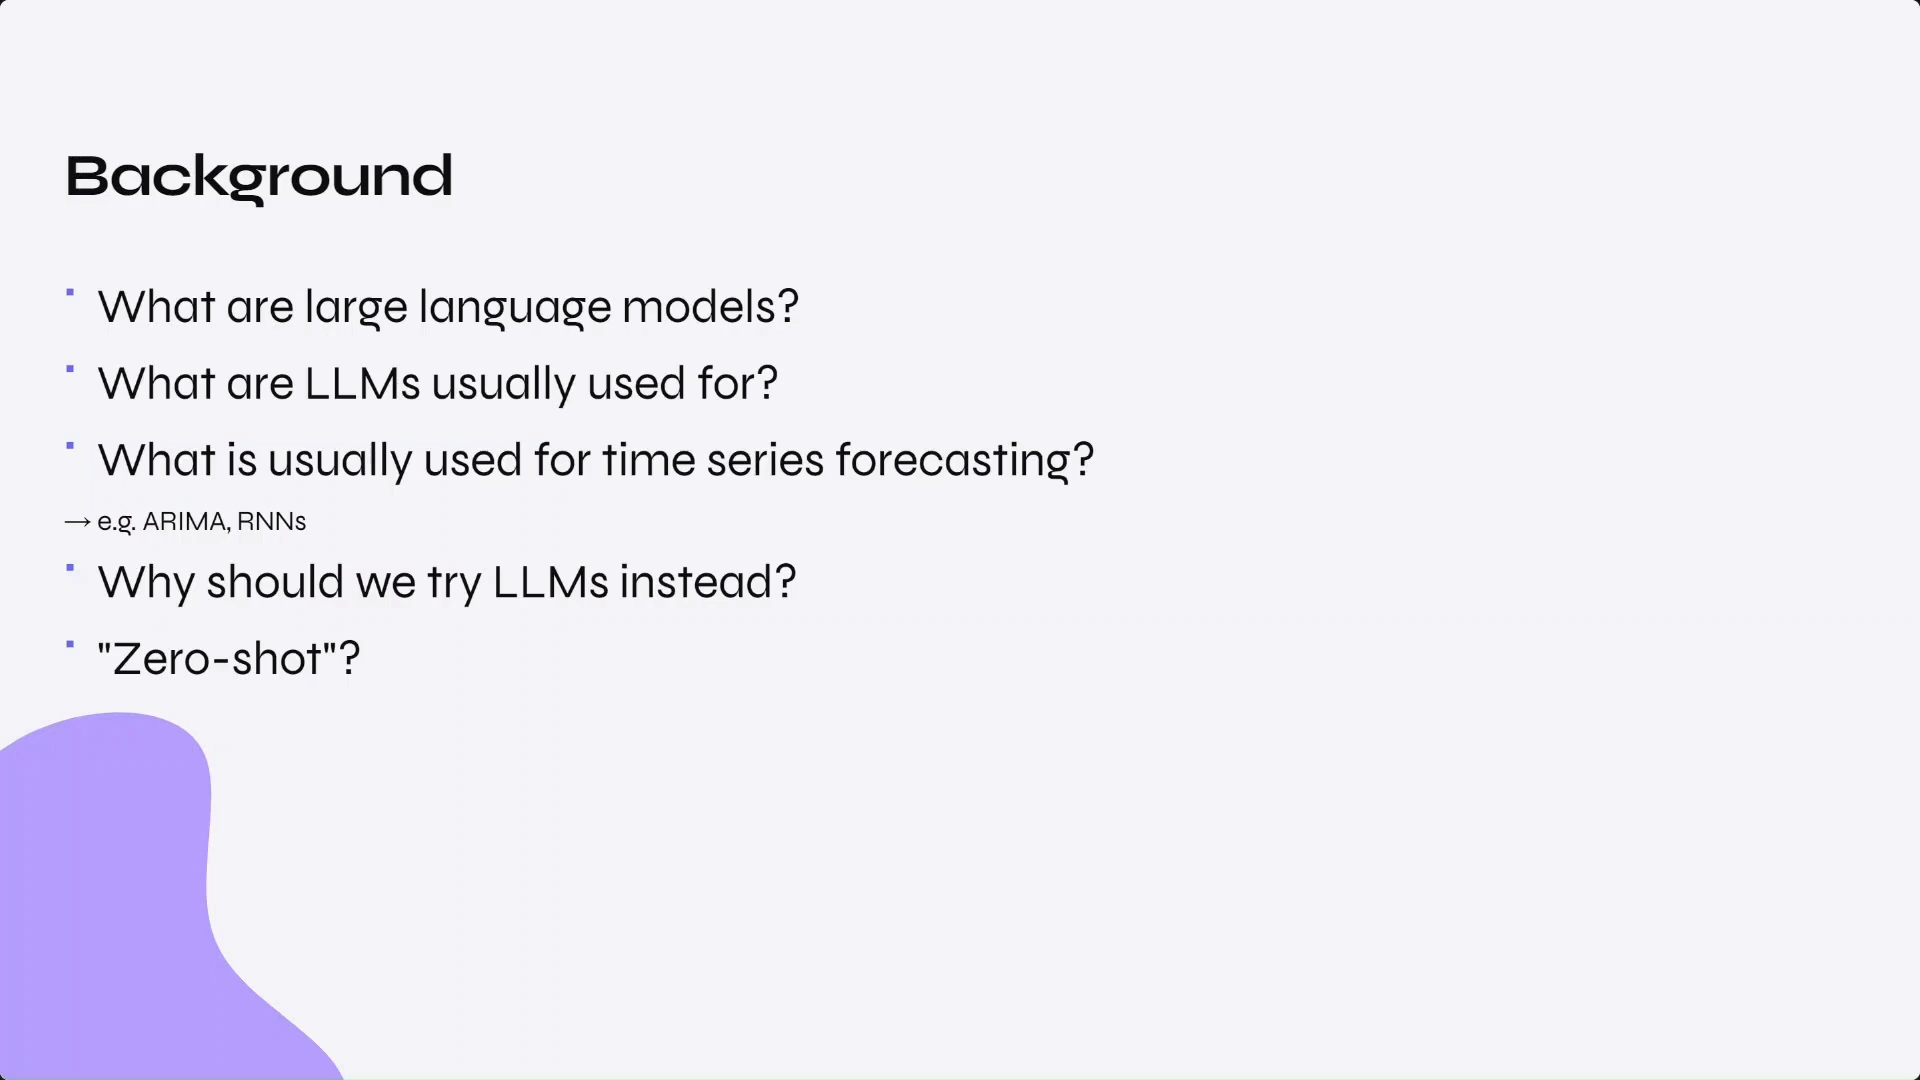 Background
What are large language models?
What are LLMs usually used for?
What is usually used for time series forecasting?
→ e.g. ARIMA, RNNs
Why should we try LLMs instead?
"Zero-shot"?